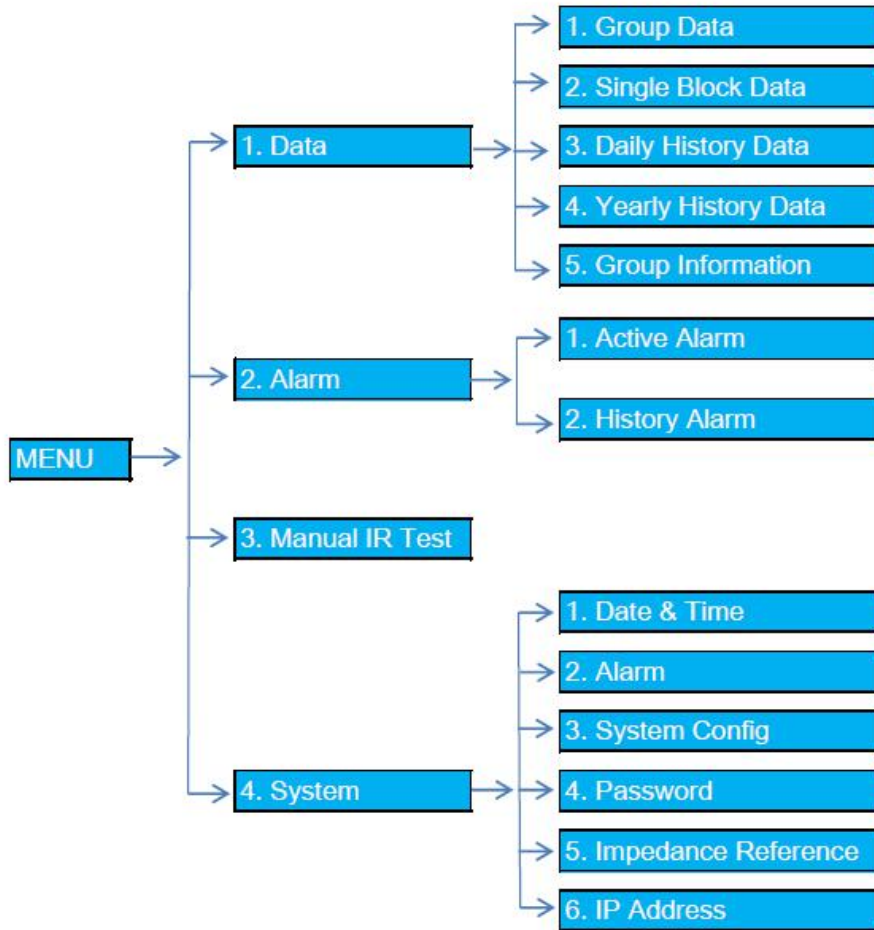 MENU
1. Data
1. Group Data
2. Single Block Data
3. Daily History Data
4. Yearly History Data
5. Group Information
2. Alarm
1. Active Alarm
2. History Alarm
3. Manual IR Test
4. System
1. Date & Time
2. Alarm
3. System Config
4. Password
5. Impedance Reference
6. IP Address